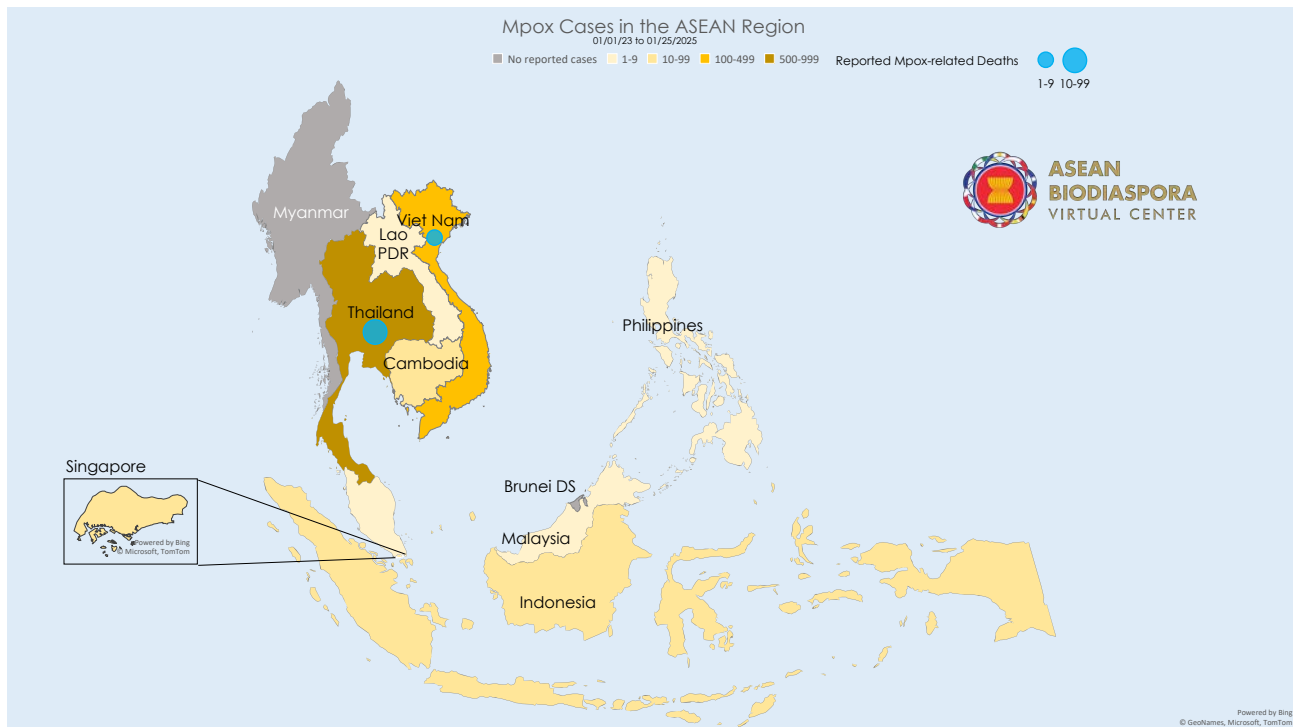 Mpox Cases in the ASEAN Region
01/01/23 to 01/25/2025
No reported cases 1-9 10-99 100-499 500-999
Reported Mpox-related Deaths
1-9 10-99
ASEAN
BIODIASPORA
VIRTUAL CENTER
Myanmar
Viet Nam
Lao
PDR
Thailand
Philippines
Cambodia
Singapore
Powered by Bing
© Microsoft, TomTom
Brunei DS
Malaysia
Indonesia
Powered by Bing
© GeoNames, Microsoft, TomTom